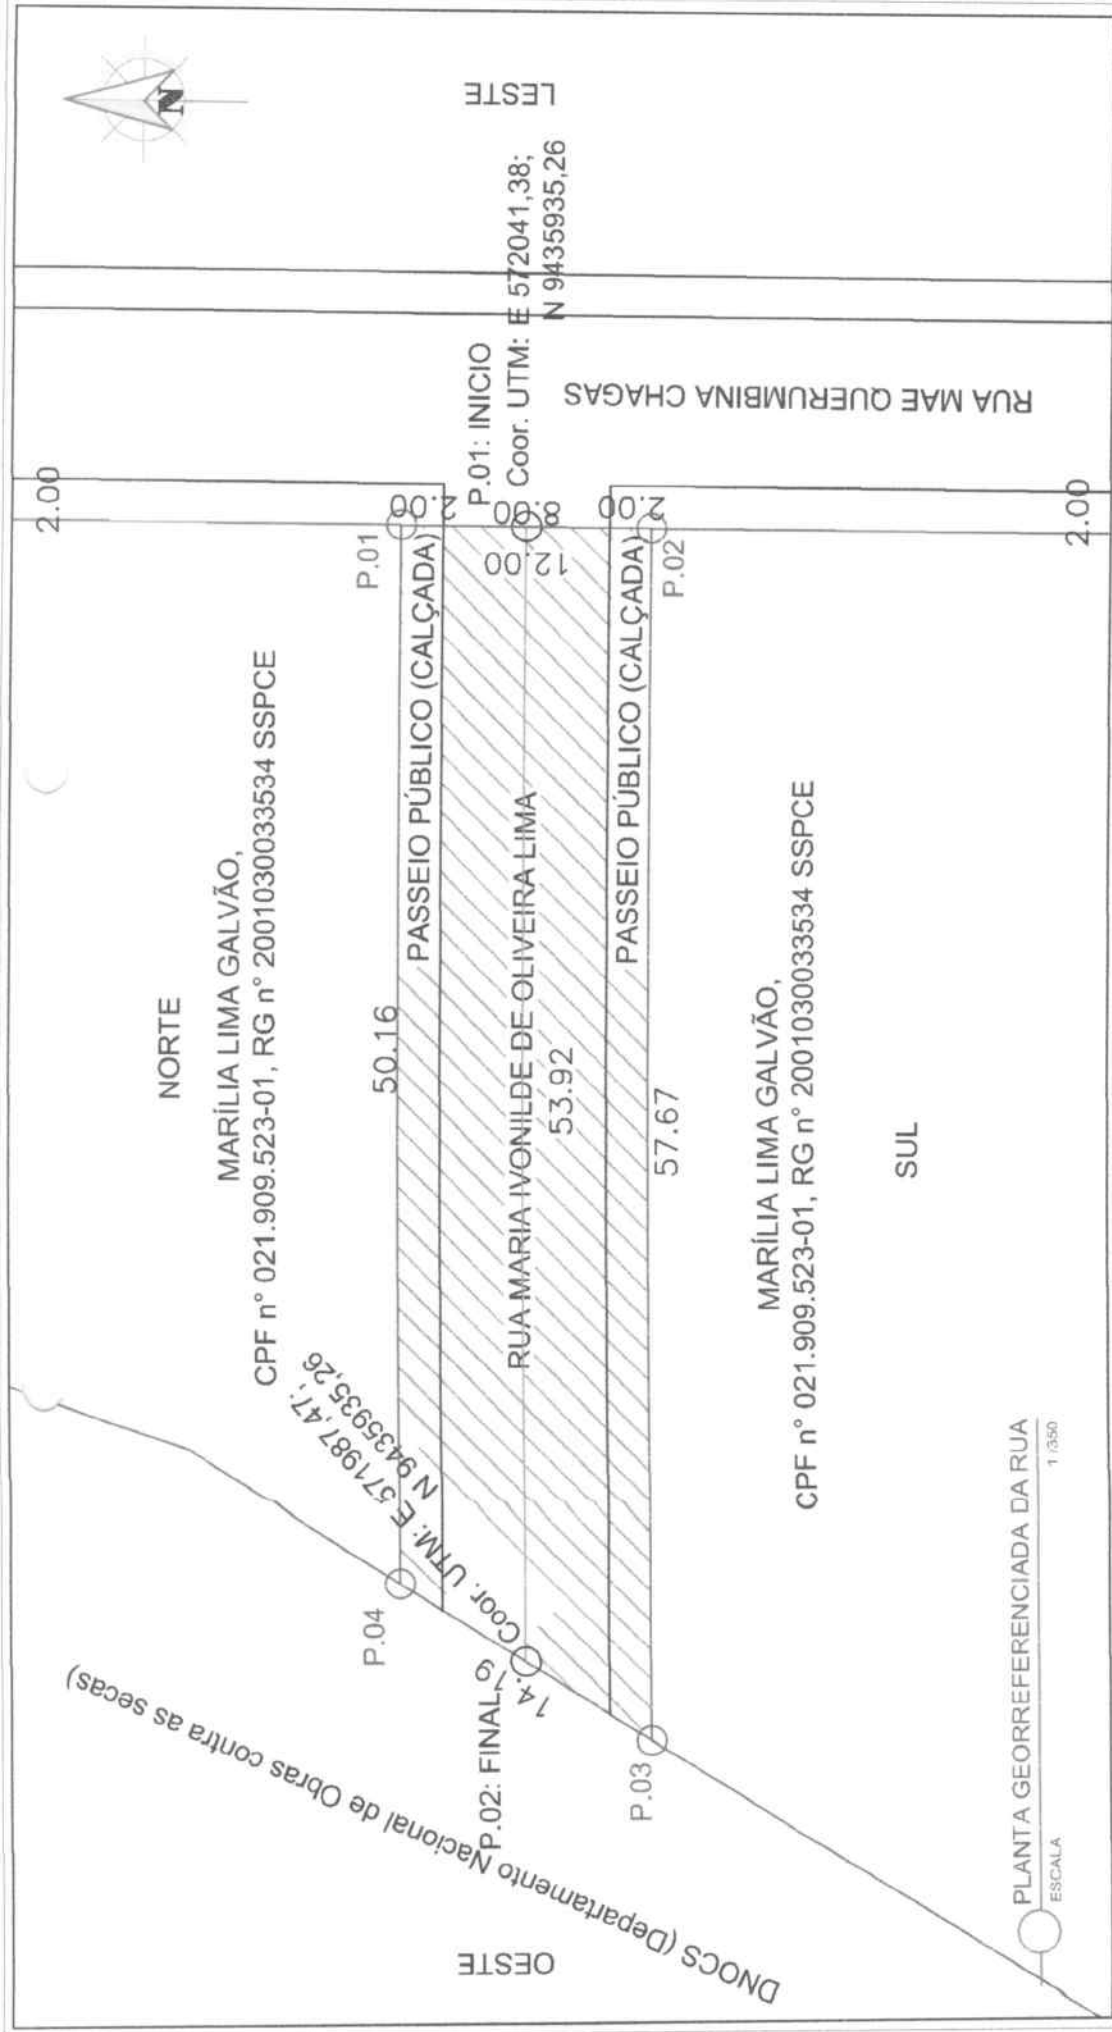 N
LESTE
NORTE
MARÍLIA LIMA GALVÃO,
CPF n° 021.909.523-01, RG n° 2001030033534 SSPCE
2.00
P.04
50.16
P.01
2.00
PASSEIO PÚBLICO (CALÇADA)
P.01: INICIO
Coor. UTM: E 572041,38;
N 9435935,26
8.00
12.00
RUA MARIA IVONILDE DE OLIVEIRA LIMA
53.92
P.02: FINAL
Coor. UTM: E 571987,47;
N 9435935,26
14.19
PASSEIO PÚBLICO (CALÇADA)
2.00
P.02
57.67
P.03
RUA MAE QUERUMBINA CHAGAS
DNOCS (Departamento Nacional de Obras contra as secas)
OESTE
MARÍLIA LIMA GALVÃO,
CPF n° 021.909.523-01, RG n° 2001030033534 SSPCE
SUL
2.00
PLANTA GEORREFERENCIADA DA RUA
ESCALA
1 /350